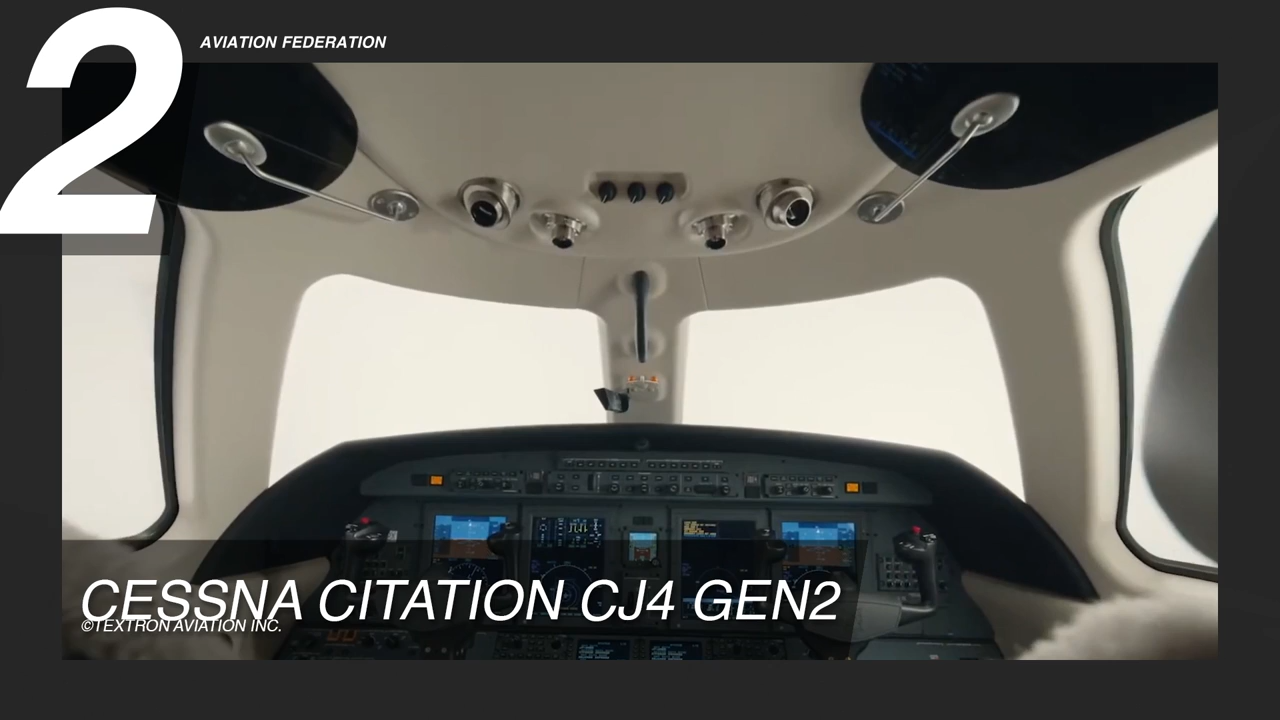 2
AVIATION FEDERATION
CESSNA CITATION CJ4 GEN2
©TEXTRON AVIATION INC.